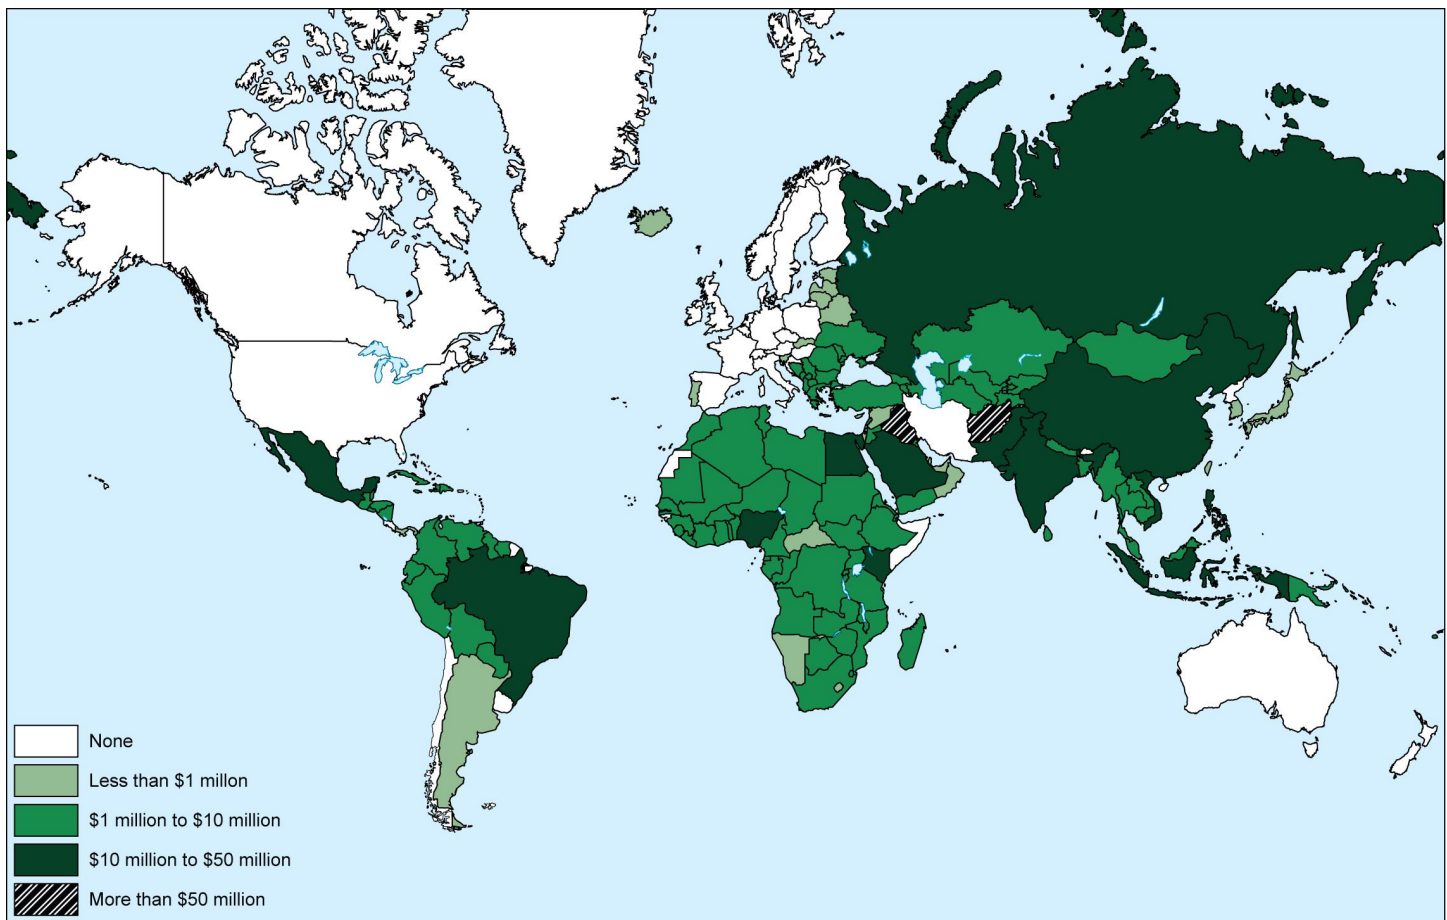 None
Less than $1 millon
$1 million to $10 million
$10 million to $50 million
More than $50 million